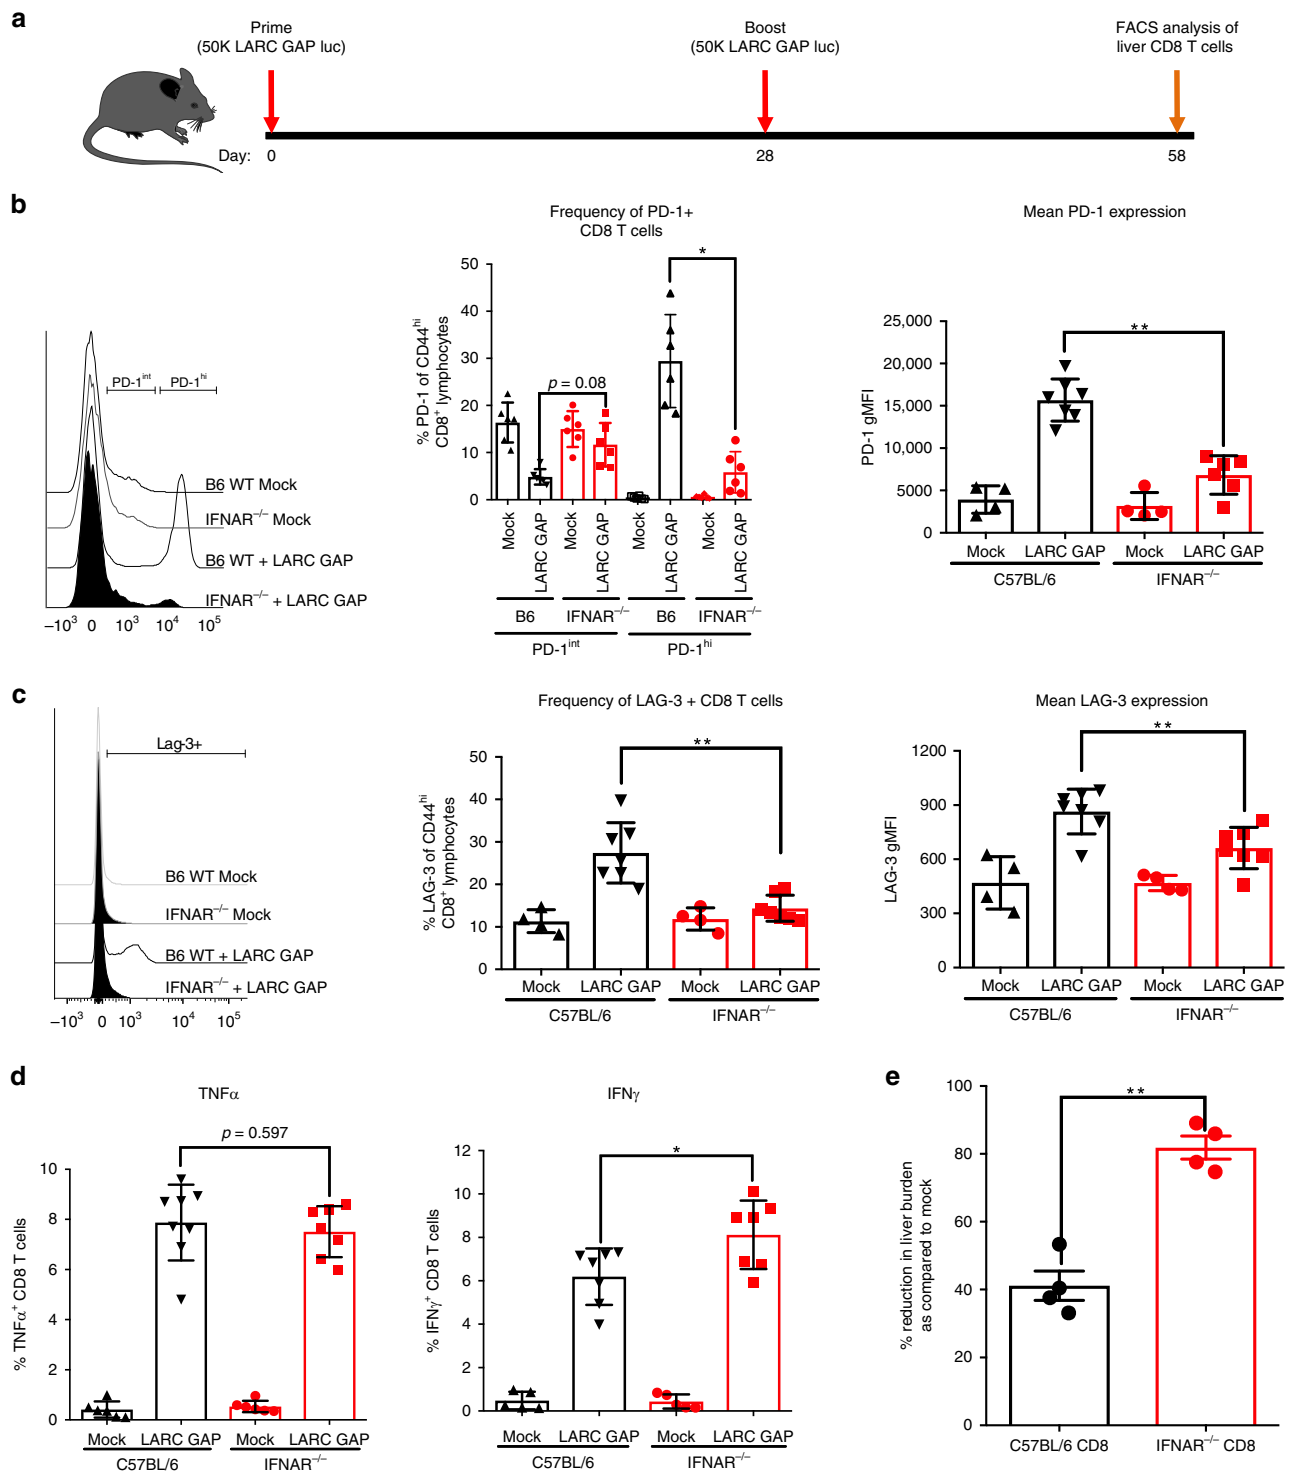 a
Prime
(50K LARC GAP luc)
Boost
(50K LARC GAP luc)
FACS analysis of
liver CD8 T cells
Day: 0 28 58
b
PD-1int PD-1hi
B6 WT Mock
IFNAR−/− Mock
B6 WT + LARC GAP
IFNAR−/− + LARC GAP
−10³ 0 10³ 10⁴ 10⁵
Frequency of PD-1+
CD8 T cells
% PD-1 of CD44hi
CD8+ lymphocytes
50
40
30
20
10
0
p = 0.08
*
Mock LARC GAP Mock LARC GAP Mock LARC GAP Mock LARC GAP
B6 IFNAR−/− B6 IFNAR−/−
PD-1int PD-1hi
Mean PD-1 expression
PD-1 gMFI
25,000
20,000
15,000
10,000
5000
0
**
Mock LARC GAP Mock LARC GAP
C57BL/6 IFNAR−/−
c
Lag-3+
B6 WT Mock
IFNAR−/− Mock
B6 WT + LARC GAP
IFNAR−/− + LARC GAP
−10³ 0 10³ 10⁴ 10⁵
Frequency of LAG-3 + CD8 T cells
% LAG-3 of CD44hi
CD8+ lymphocytes
50
40
30
20
10
0
**
Mock LARC GAP Mock LARC GAP
C57BL/6 IFNAR−/−
Mean LAG-3 expression
LAG-3 gMFI
1200
900
600
300
0
**
Mock LARC GAP Mock LARC GAP
C57BL/6 IFNAR−/−
d
TNFα
% TNFα+ CD8 T cells
10
8
6
4
2
0
p = 0.597
Mock LARC GAP Mock LARC GAP
C57BL/6 IFNAR−/−
IFNγ
% IFNγ+ CD8 T cells
12
10
8
6
4
2
0
*
Mock LARC GAP Mock LARC GAP
C57BL/6 IFNAR−/−
e
% reduction in liver burden
as compared to mock
100
80
60
40
20
0
**
C57BL/6 CD8 IFNAR−/− CD8